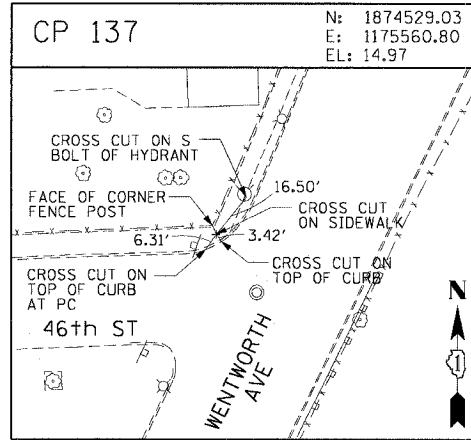 CP 137
N: 1874529.03
E: 1175560.80
EL: 14.97
CROSS CUT ON S
BOLT OF HYDRANT
16.50'
FACE OF CORNER
FENCE POST
CROSS CUT
ON SIDEWALK
6.31'
3.42'
CROSS CUT ON
TOP OF CURB
AT PC
CROSS CUT ON
TOP OF CURB
46th ST
WENTWORTH
AVE
N
1